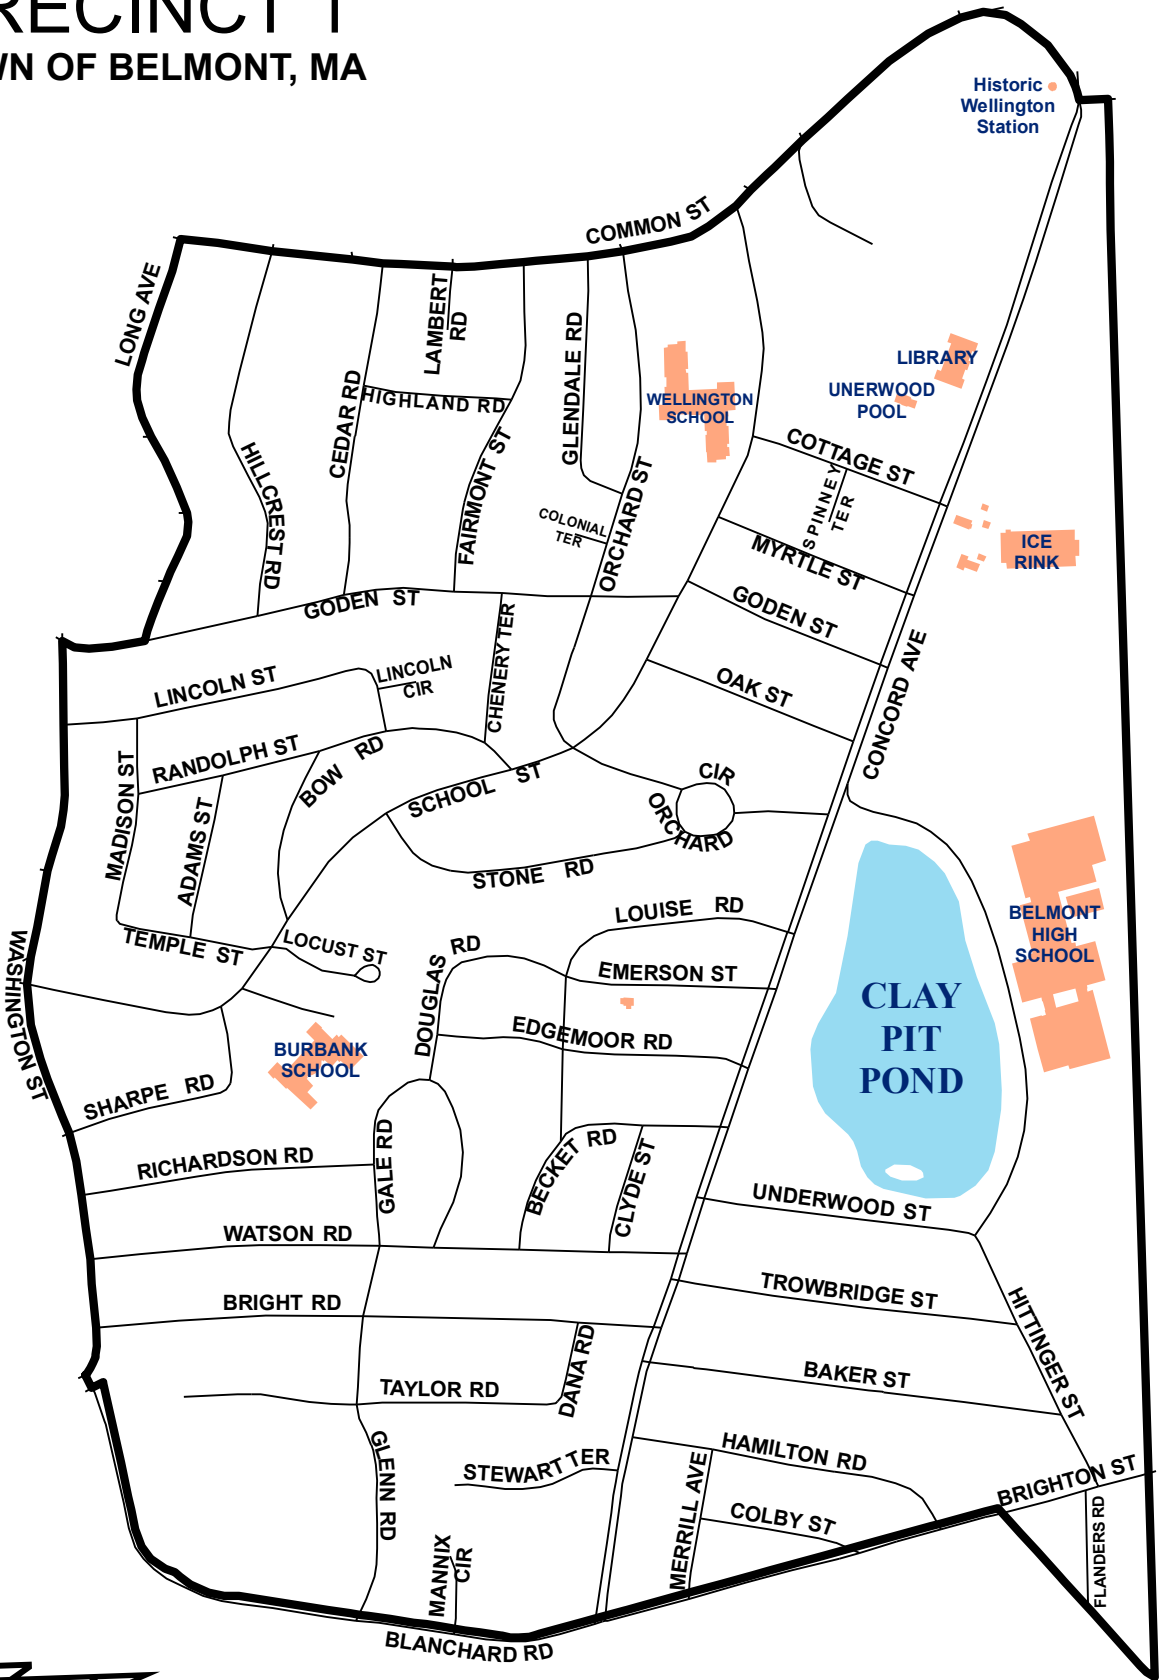 RECINCT 1
WN OF BELMONT, MA
Historic
Wellington
Station
COMMON ST
LONG AVE
LAMBERT
RD
GLENDALE RD
LIBRARY
UNERWOOD
POOL
WELLINGTON
SCHOOL
HIGHLAND RD
CEDAR RD
HILLCREST RD
FAIRMONT ST
COTTAGE ST
SPINNEY
TER
ORCHARD ST
COLONIAL
TER
MYRTLE ST
ICE
RINK
GODEN ST
GODEN ST
CHENERY TER
LINCOLN ST
LINCOLN
CIR
OAK ST
CONCORD AVE
RANDOLPH ST
BOW RD
MADISON ST
ADAMS ST
SCHOOL ST
CIR
ORCHARD
STONE RD
LOUISE RD
BELMONT
HIGH
SCHOOL
TEMPLE ST
LOCUST ST
DOUGLAS RD
EMERSON ST
WASHINGTON ST
CLAY
PIT
POND
EDGEMOOR RD
BURBANK
SCHOOL
SHARPE RD
RICHARDSON RD
GALE RD
BECKET RD
CLYDE ST
UNDERWOOD ST
WATSON RD
TROWBRIDGE ST
HITTINGER ST
BRIGHT RD
DANA RD
BAKER ST
TAYLOR RD
GLENN RD
STEWART TER
HAMILTON RD
MERRILL AVE
BRIGHTON ST
COLBY ST
FLANDERS RD
MANNIX
CIR
BLANCHARD RD
N